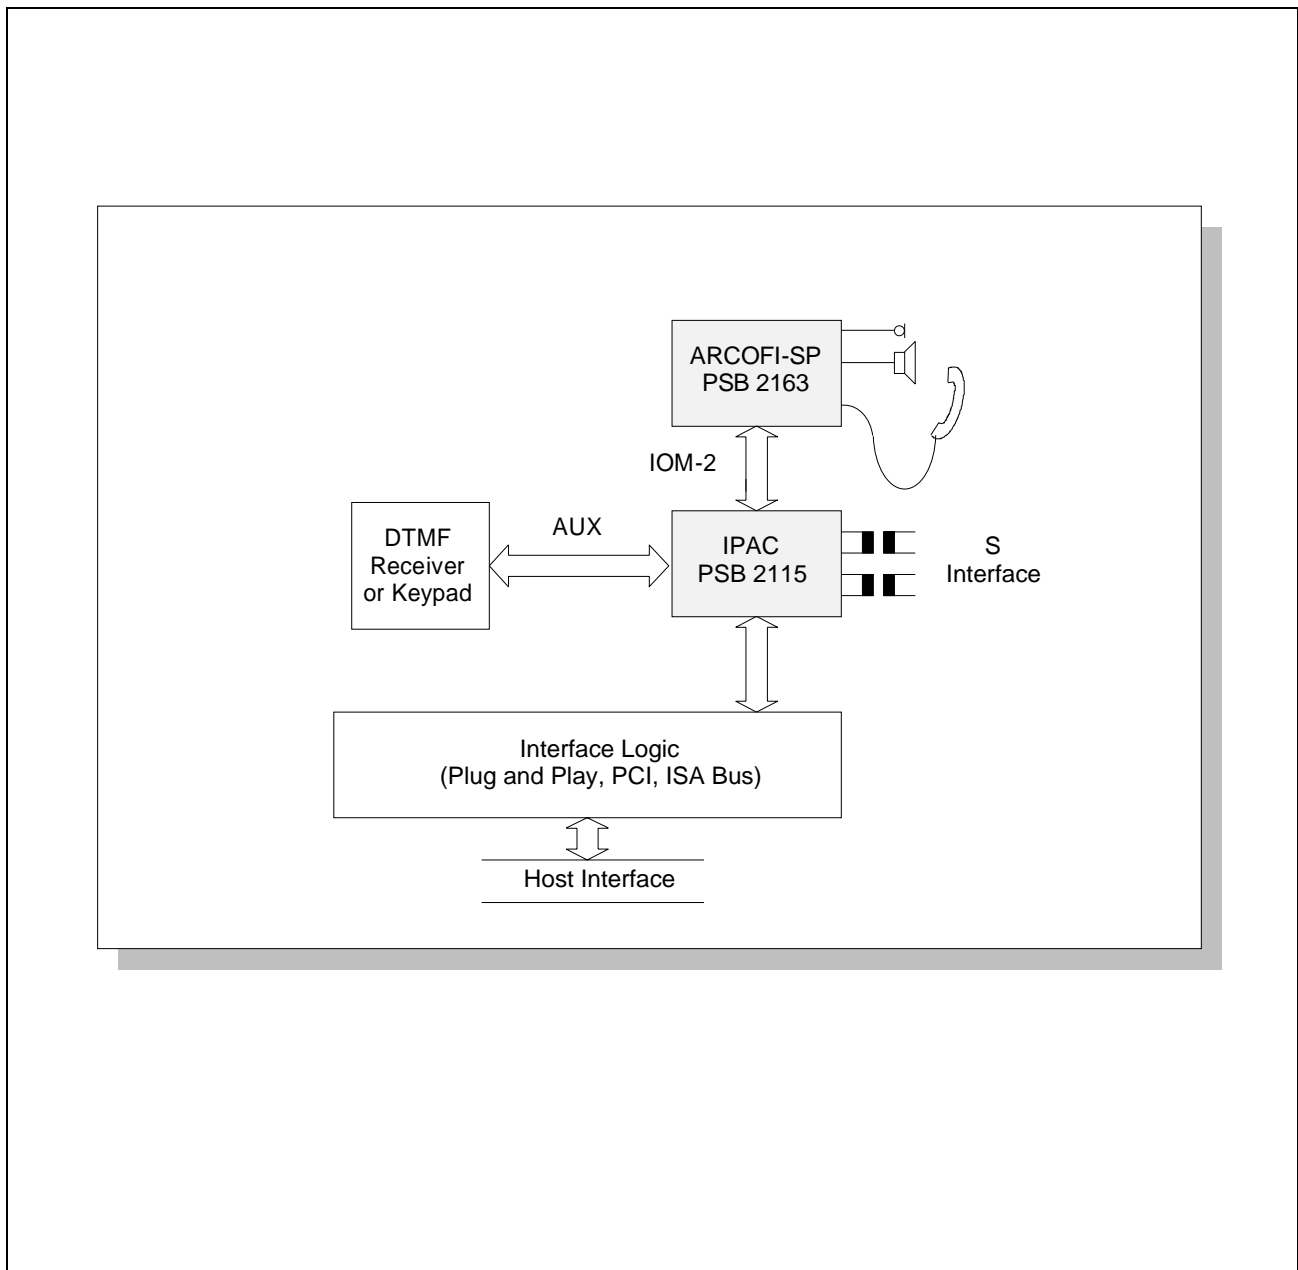 ARCOFI-SP
PSB 2163
IOM-2
AUX
DTMF
Receiver
or Keypad
IPAC
PSB 2115
S
Interface
Interface Logic
(Plug and Play, PCI, ISA Bus)
Host Interface